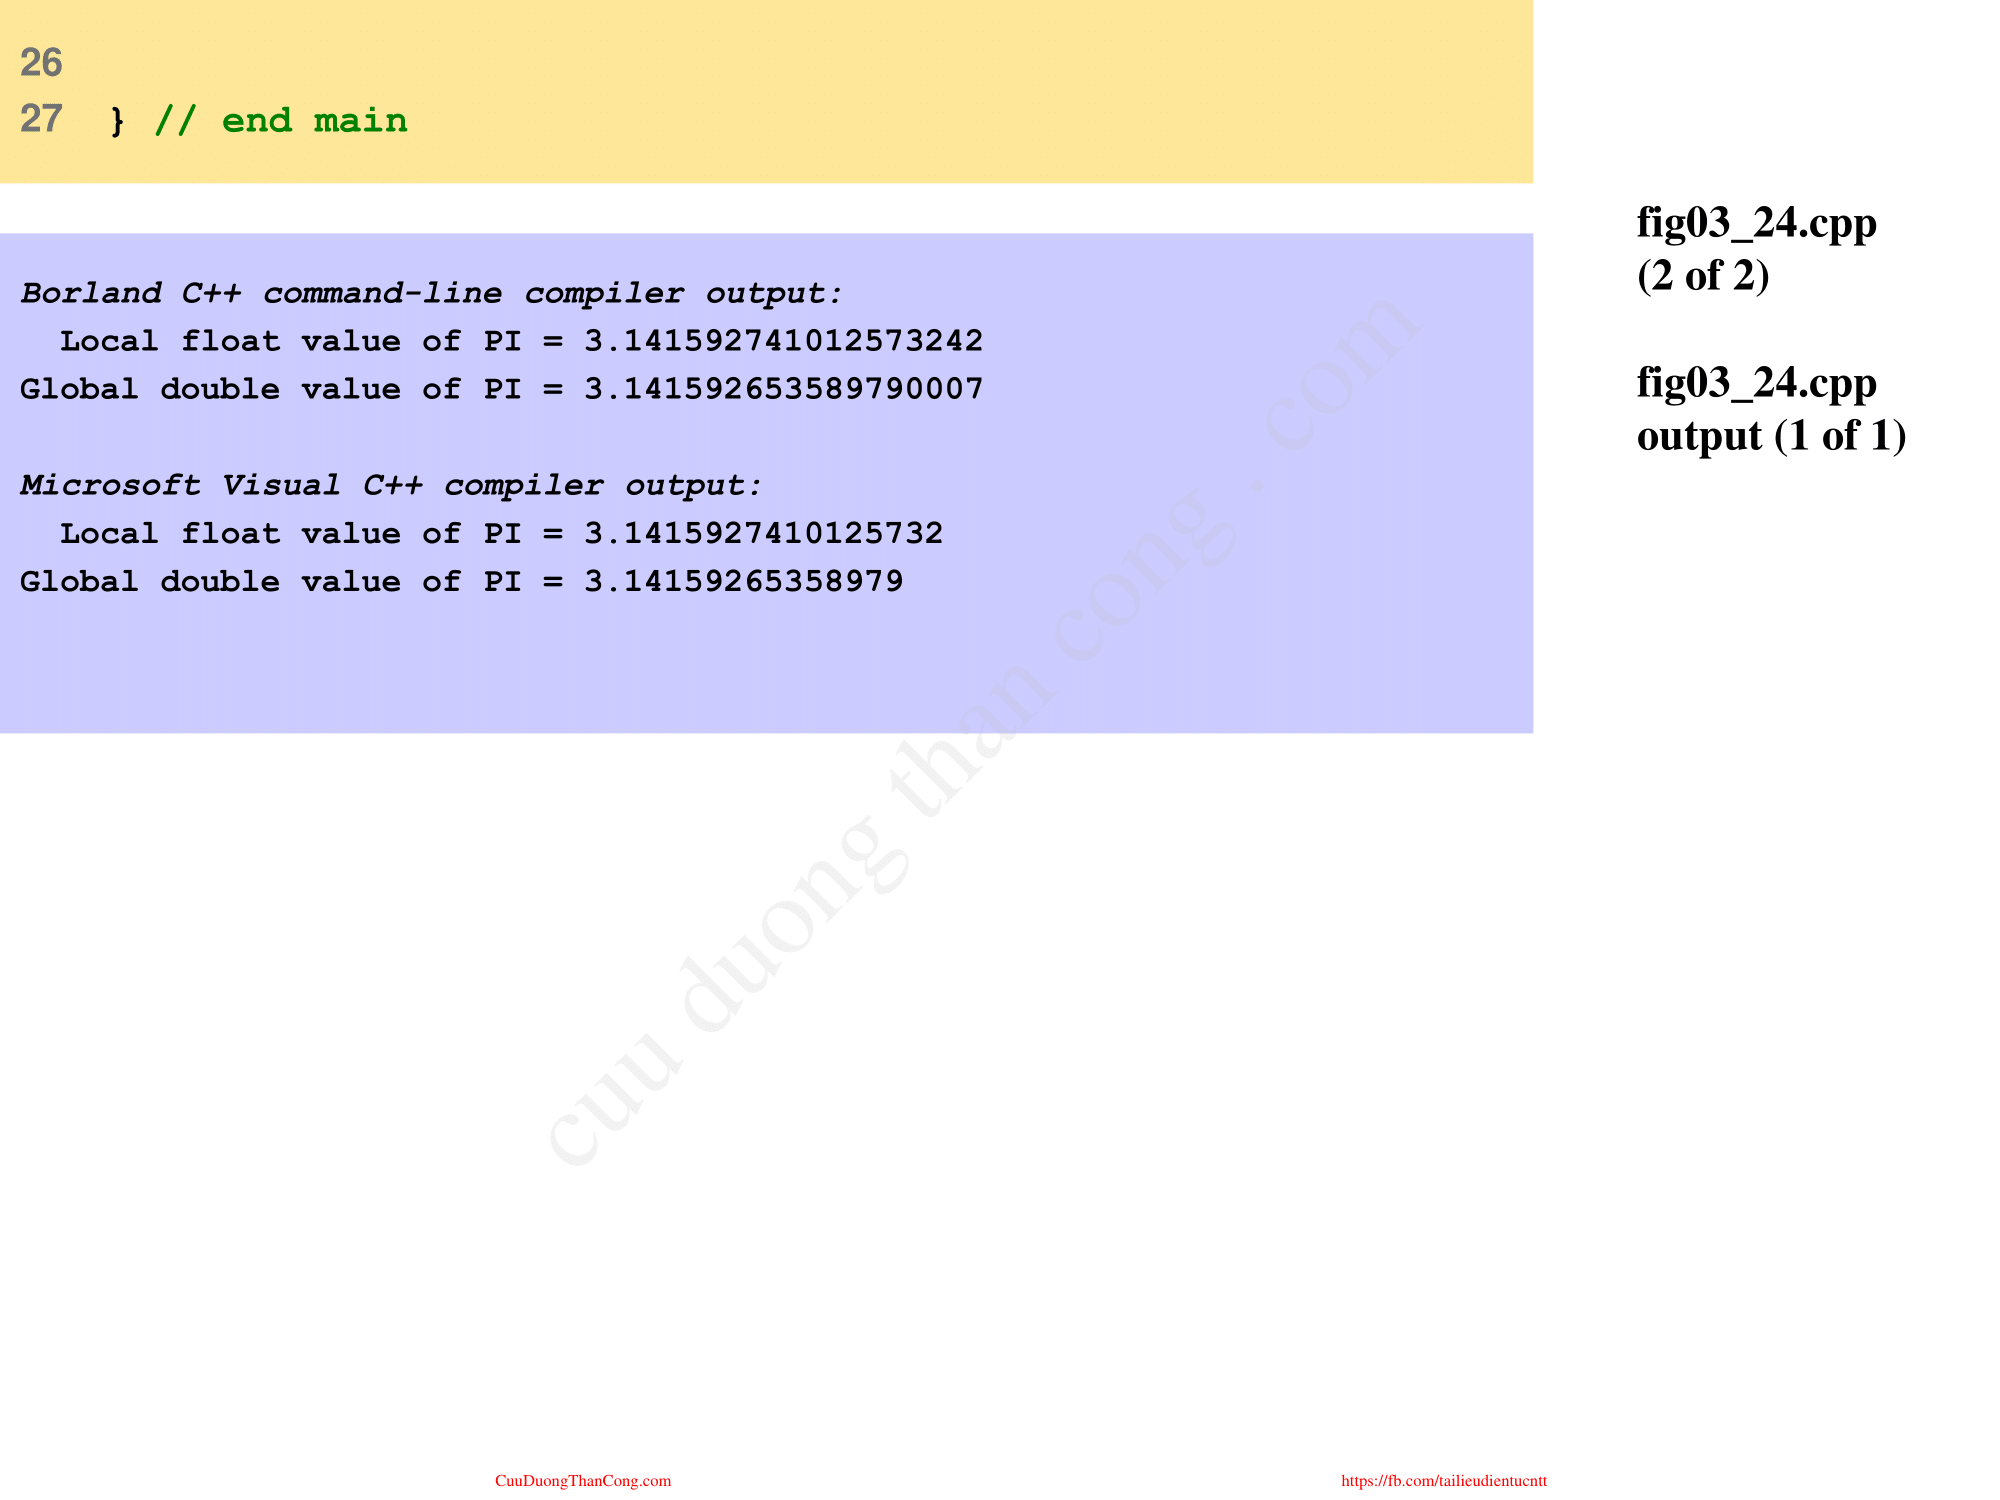 26
27 } // end main
fig03_24.cpp
(2 of 2)
fig03_24.cpp
output (1 of 1)
Borland C++ command-line compiler output:
  Local float value of PI = 3.141592741012573242
Global double value of PI = 3.141592653589790007
Microsoft Visual C++ compiler output:
  Local float value of PI = 3.1415927410125732
Global double value of PI = 3.14159265358979
cuu duong than cong . com
CuuDuongThanCong.com
https://fb.com/tailieudientucntt